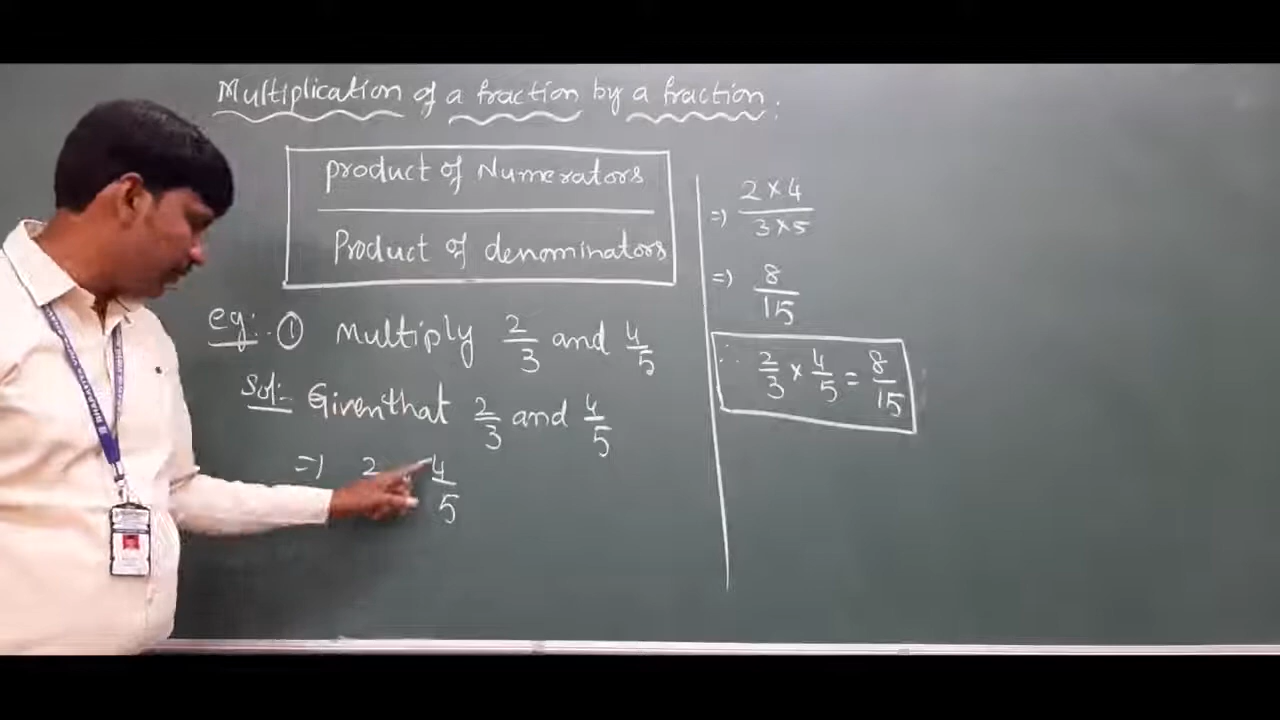 Multiplication of a fraction by a fraction.
product of Numerators
Product of denominators
eg:- ① Multiply 2/3 and 4/5
Sol:- Given that 2/3 and 4/5
=) 2 4/5
=) 2 × 4 / 3 × 5
=) 8/15
∴ 2/3 × 4/5 = 8/15